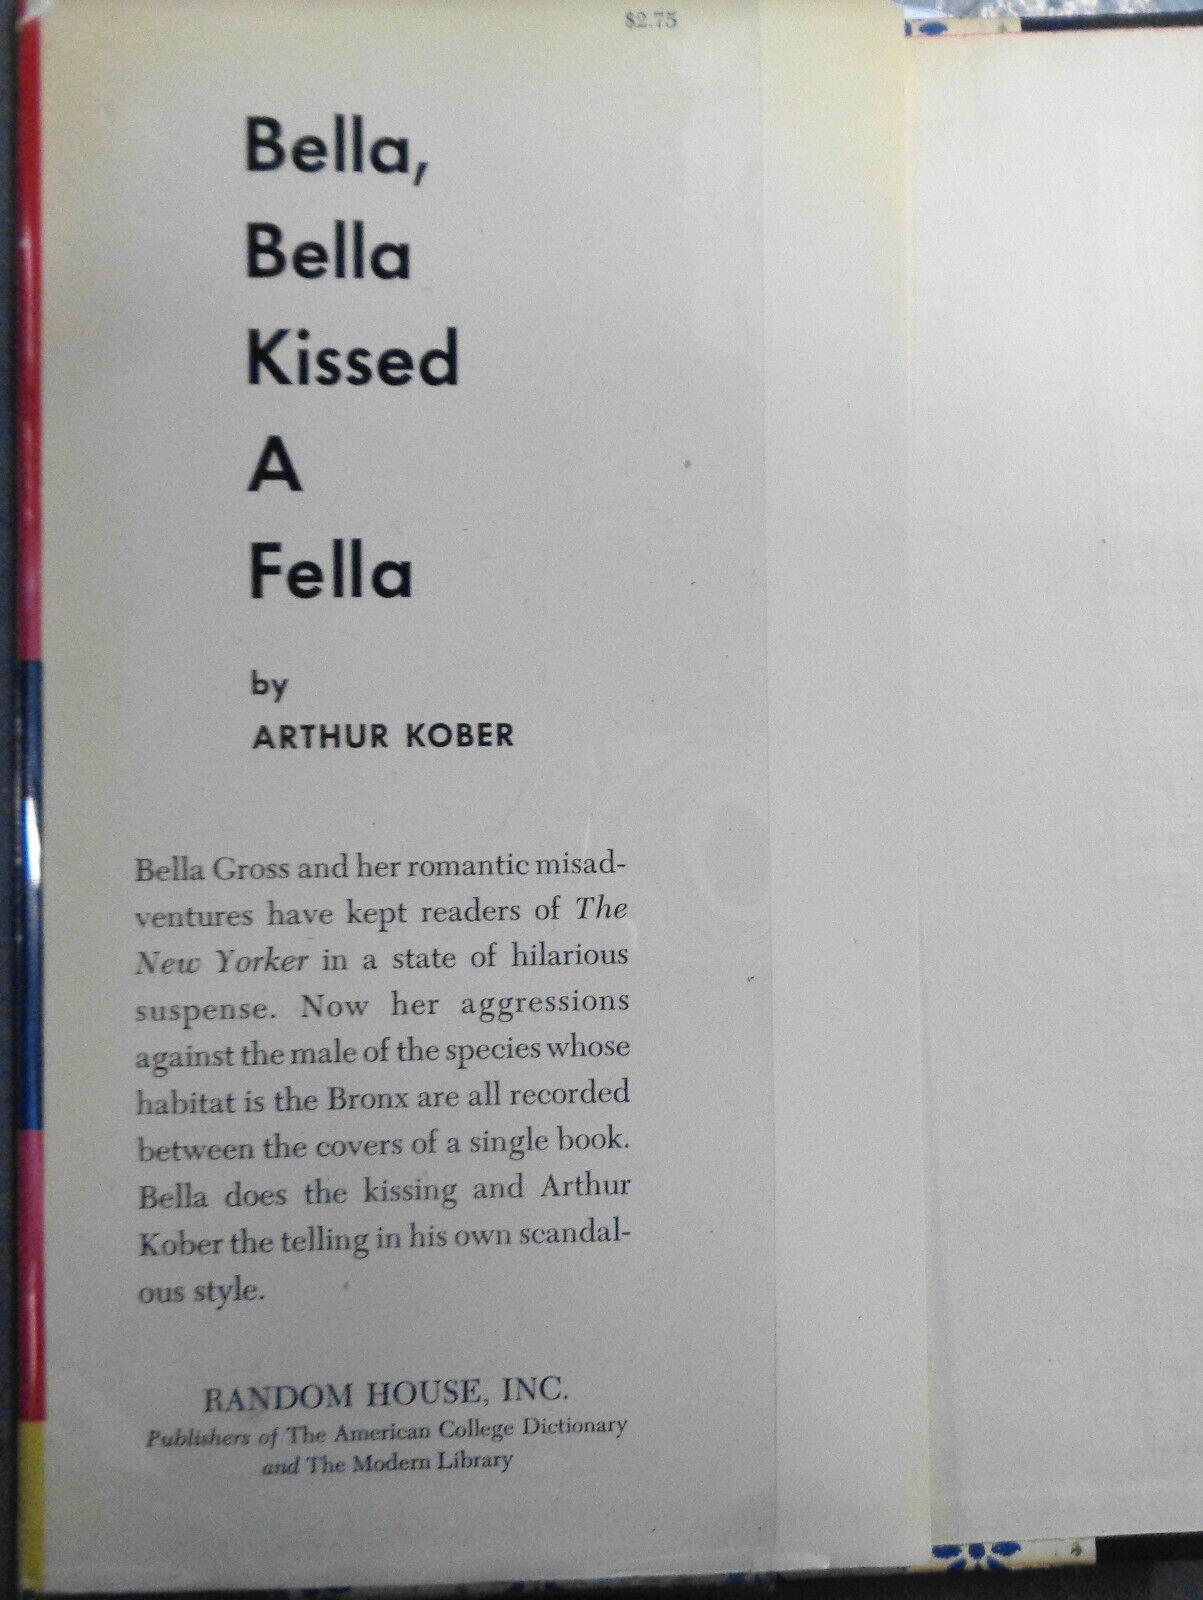 $2.75
Bella,
Bella
Kissed
A
Fella
by
ARTHUR KOBER
Bella Gross and her romantic misad-
ventures have kept readers of The
New Yorker in a state of hilarious
suspense. Now her aggressions
against the male of the species whose
habitat is the Bronx are all recorded
between the covers of a single book.
Bella does the kissing and Arthur
Kober the telling in his own scandal-
ous style.
RANDOM HOUSE, INC.
Publishers of The American College Dictionary
and The Modern Library